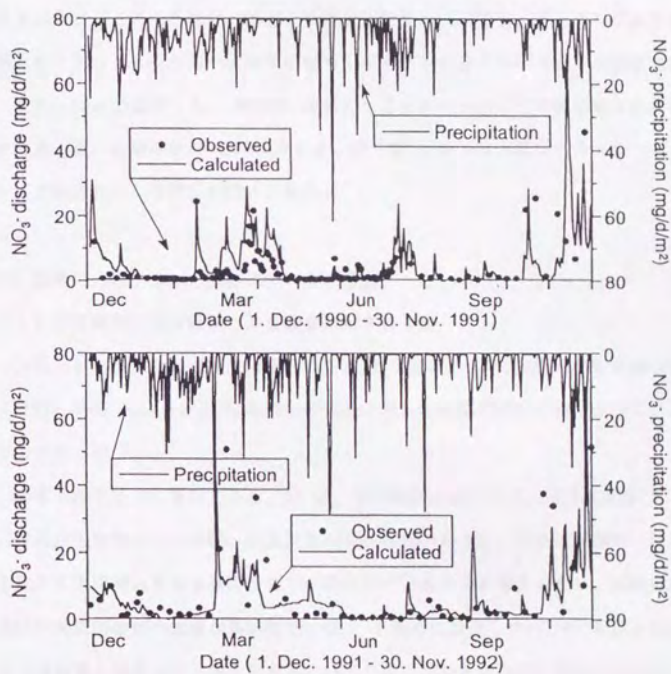 80
60
40
20
0
NO₃⁻ discharge (mg/d/m²)
0
20
40
60
80
NO₃⁻ precipitation (mg/d/m²)
Precipitation
Observed
Calculated
Dec Mar Jun Sep
Date ( 1. Dec. 1990 - 30. Nov. 1991)
80
60
40
20
0
NO₃⁻ discharge (mg/d/m²)
0
20
40
60
80
NO₃⁻ precipitation (mg/d/m²)
Precipitation
Observed
Calculated
Dec Mar Jun Sep
Date ( 1. Dec. 1991 - 30. Nov. 1992)